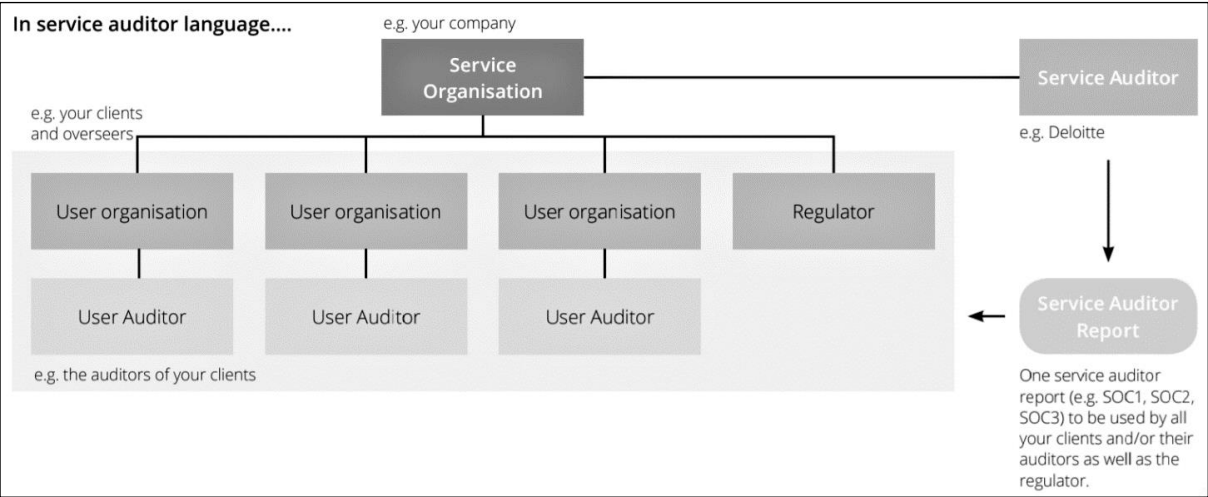 In service auditor language....
e.g. your company
Service
Organisation
Service Auditor
e.g. your clients
and overseers
e.g. Deloitte
User organisation
User organisation
User organisation
Regulator
User Auditor
User Auditor
User Auditor
Service Auditor
Report
e.g. the auditors of your clients
One service auditor
report (e.g. SOC1, SOC2,
SOC3) to be used by all
your clients and/or their
auditors as well as the
regulator.